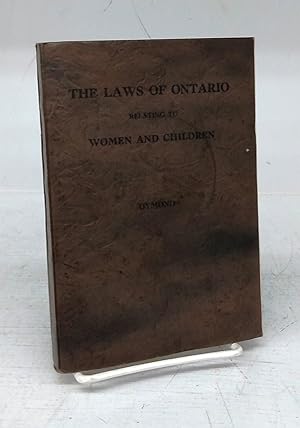 THE LAWS OF ONTARIO
RELATING TO
WOMEN AND CHILDREN
DYMOND